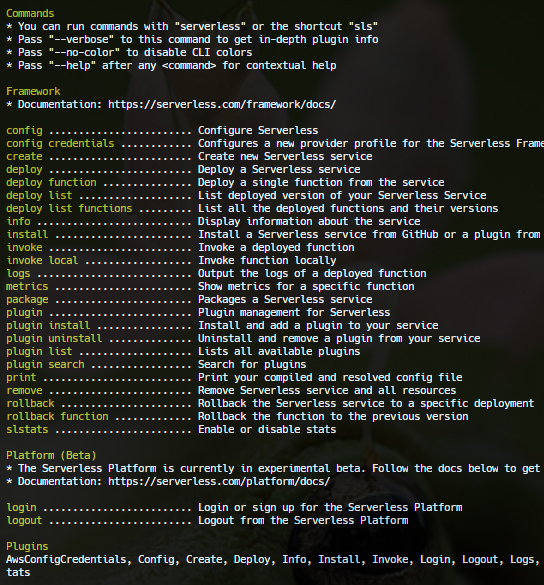 Commands
* You can run commands with "serverless" or the shortcut "sls"
* Pass "--verbose" to this command to get in-depth plugin info
* Pass "--no-color" to disable CLI colors
* Pass "--help" after any <command> for contextual help
Framework
* Documentation: https://serverless.com/framework/docs/
config ....................... Configure Serverless
config credentials ........... Configures a new provider profile for the Serverless Frame
create ....................... Create new Serverless service
deploy ....................... Deploy a Serverless service
deploy function .............. Deploy a single function from the service
deploy list .................. List deployed version of your Serverless Service
deploy list functions ........ List all the deployed functions and their versions
info ......................... Display information about the service
install ...................... Install a Serverless service from GitHub or a plugin from
invoke ....................... Invoke a deployed function
invoke local ................. Invoke function locally
logs ......................... Output the logs of a deployed function
metrics ...................... Show metrics for a specific function
package ...................... Packages a Serverless service
plugin ....................... Plugin management for Serverless
plugin install ............... Install and add a plugin to your service
plugin uninstall ............. Uninstall and remove a plugin from your service
plugin list .................. Lists all available plugins
plugin search ................ Search for plugins
print ........................ Print your compiled and resolved config file
remove ....................... Remove Serverless service and all resources
rollback ..................... Rollback the Serverless service to a specific deployment
rollback function ............ Rollback the function to the previous version
slstats ...................... Enable or disable stats
Platform (Beta)
* The Serverless Platform is currently in experimental beta. Follow the docs below to get
* Documentation: https://serverless.com/platform/docs/
login ........................ Login or sign up for the Serverless Platform
logout ....................... Logout from the Serverless Platform
Plugins
AwsConfigCredentials, Config, Create, Deploy, Info, Install, Invoke, Login, Logout, Logs,
tats